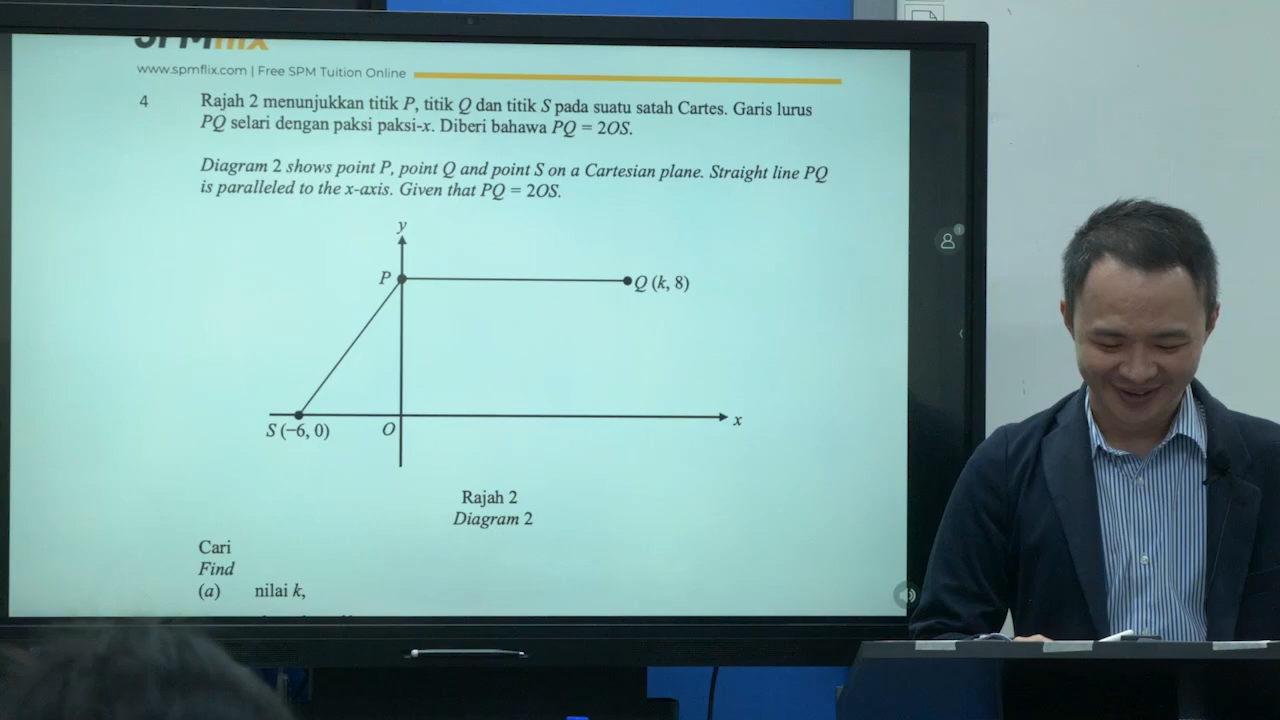 SPMflix
www.spmflix.com | Free SPM Tuition Online
4 Rajah 2 menunjukkan titik P, titik Q dan titik S pada suatu satah Cartes. Garis lurus
PQ selari dengan paksi paksi-x. Diberi bahawa PQ = 2OS.
Diagram 2 shows point P, point Q and point S on a Cartesian plane. Straight line PQ
is paralleled to the x-axis. Given that PQ = 2OS.
y
P
Q (k, 8)
x
S (−6, 0)
O
Rajah 2
Diagram 2
Cari
Find
(a) nilai k,